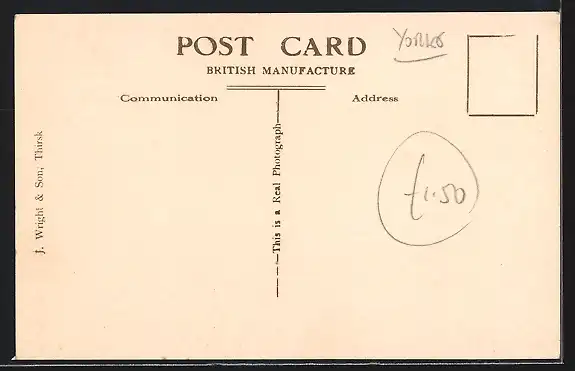 POST CARD
Yorks
BRITISH MANUFACTURE
Communication
Address
J. Wright & Son, Thirsk
This is a Real Photograph
£1.50